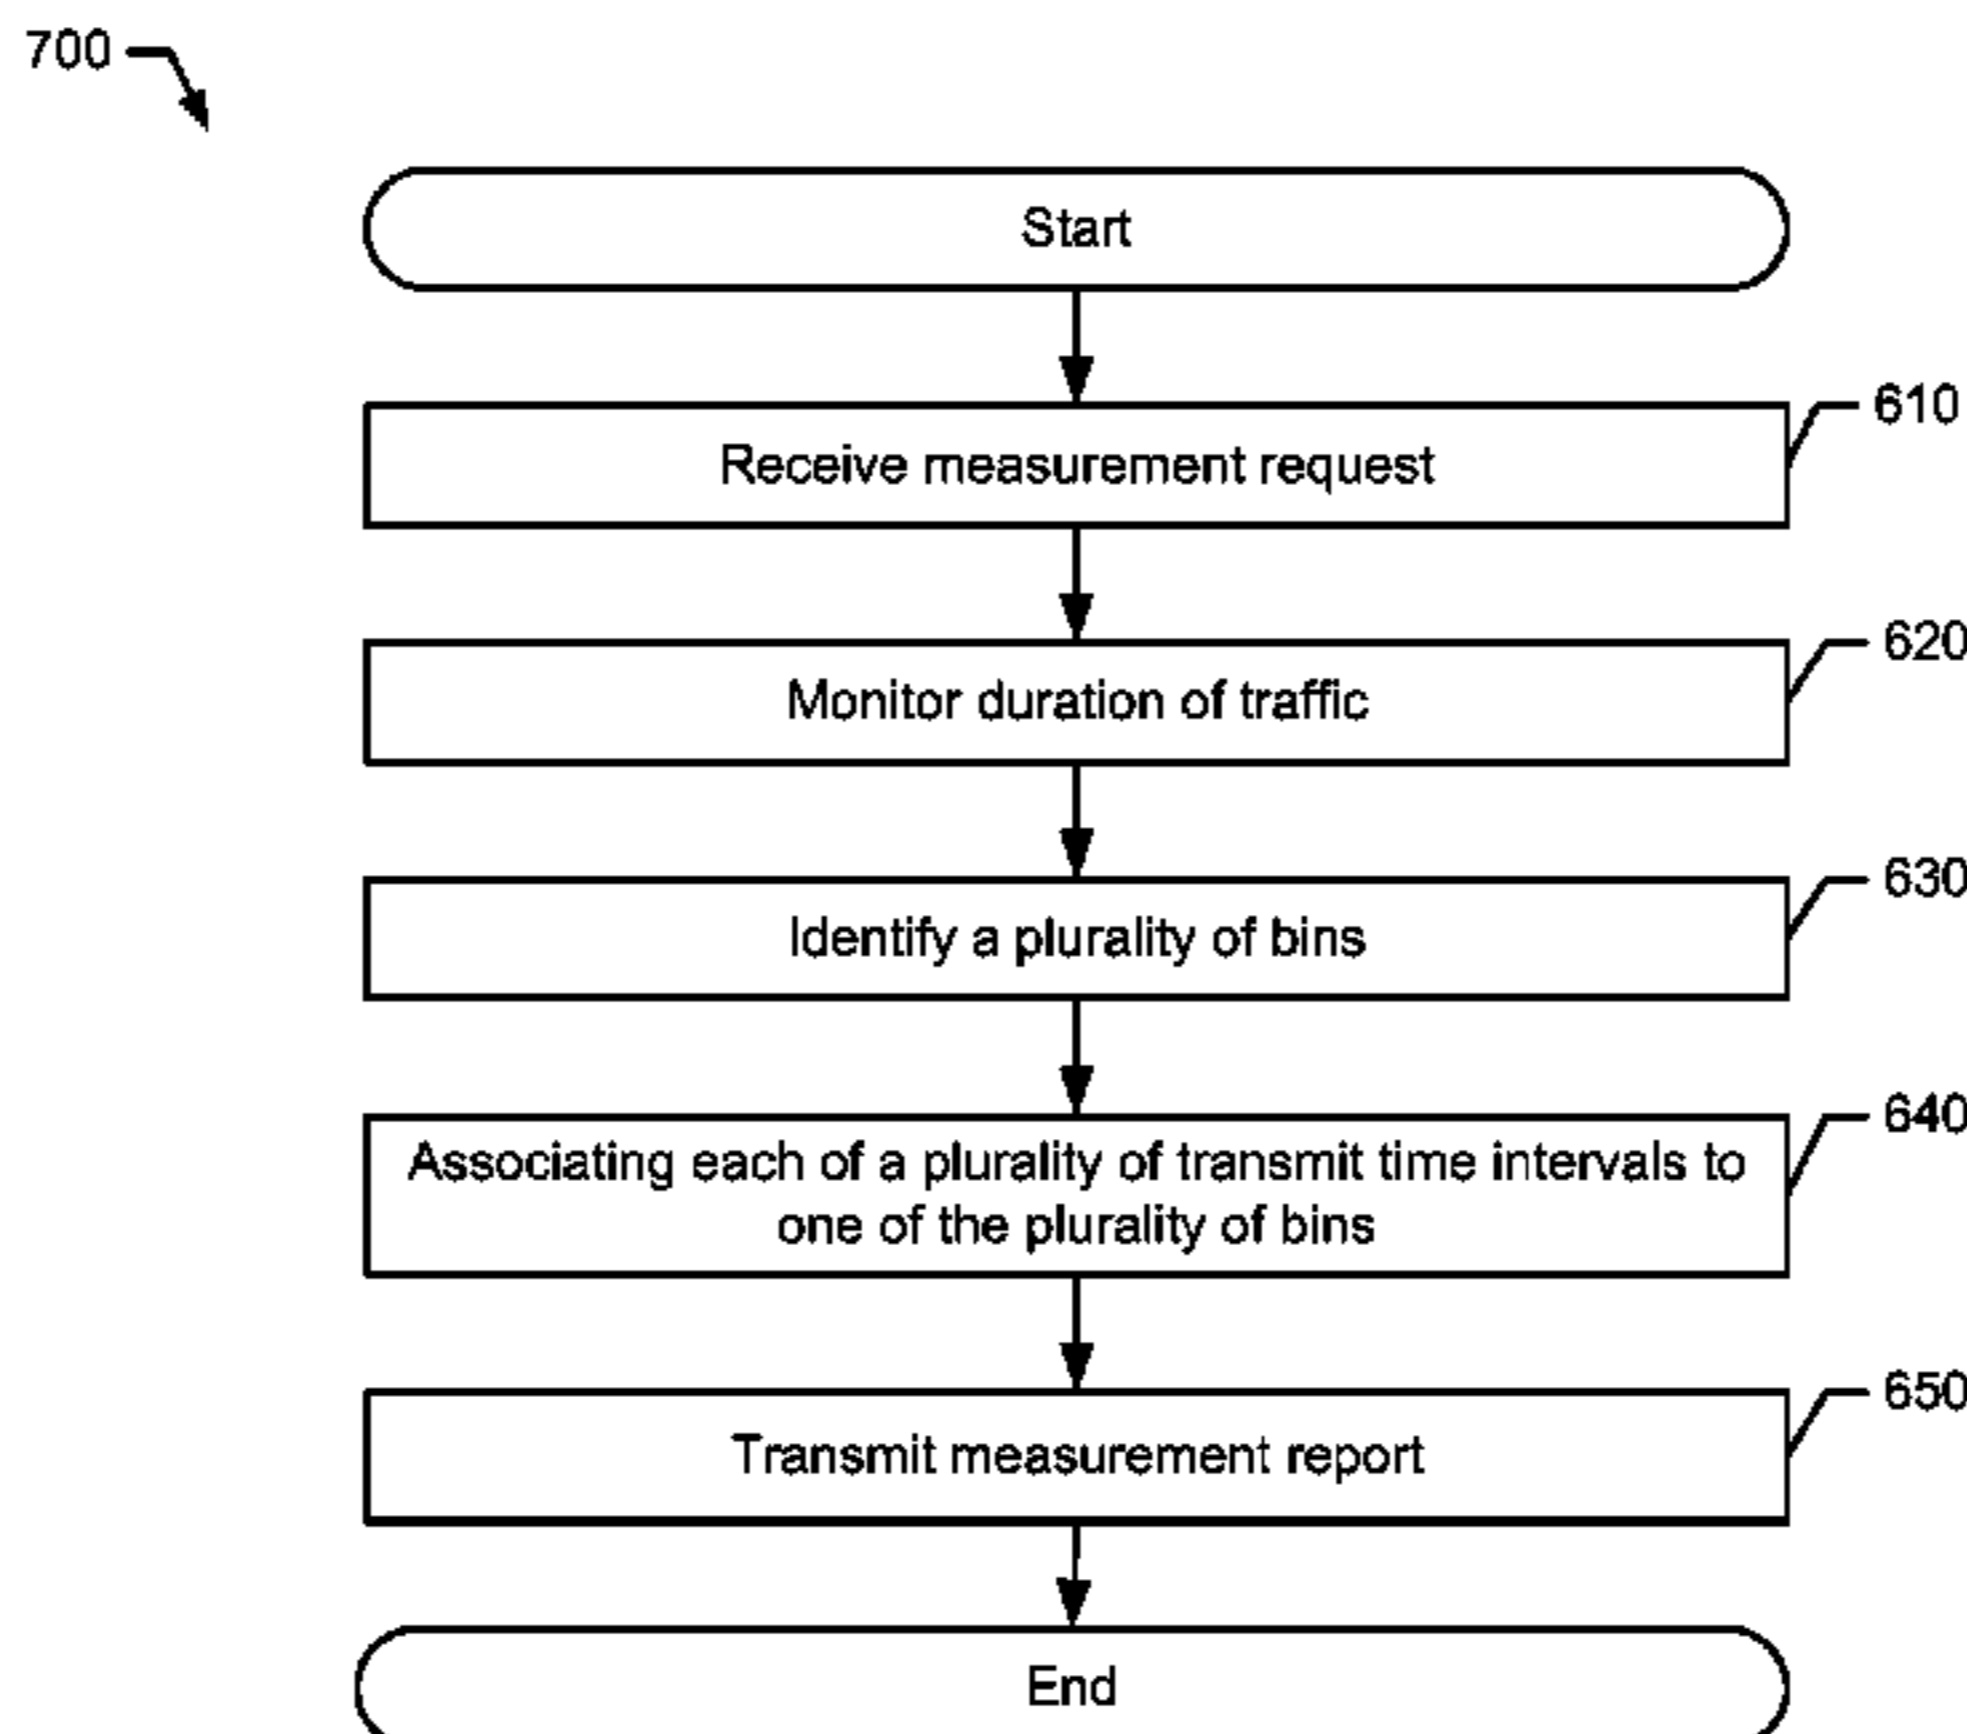 700
Start
610
Receive measurement request
620
Monitor duration of traffic
630
Identify a plurality of bins
640
Associating each of a plurality of transmit time intervals to
one of the plurality of bins
650
Transmit measurement report
End